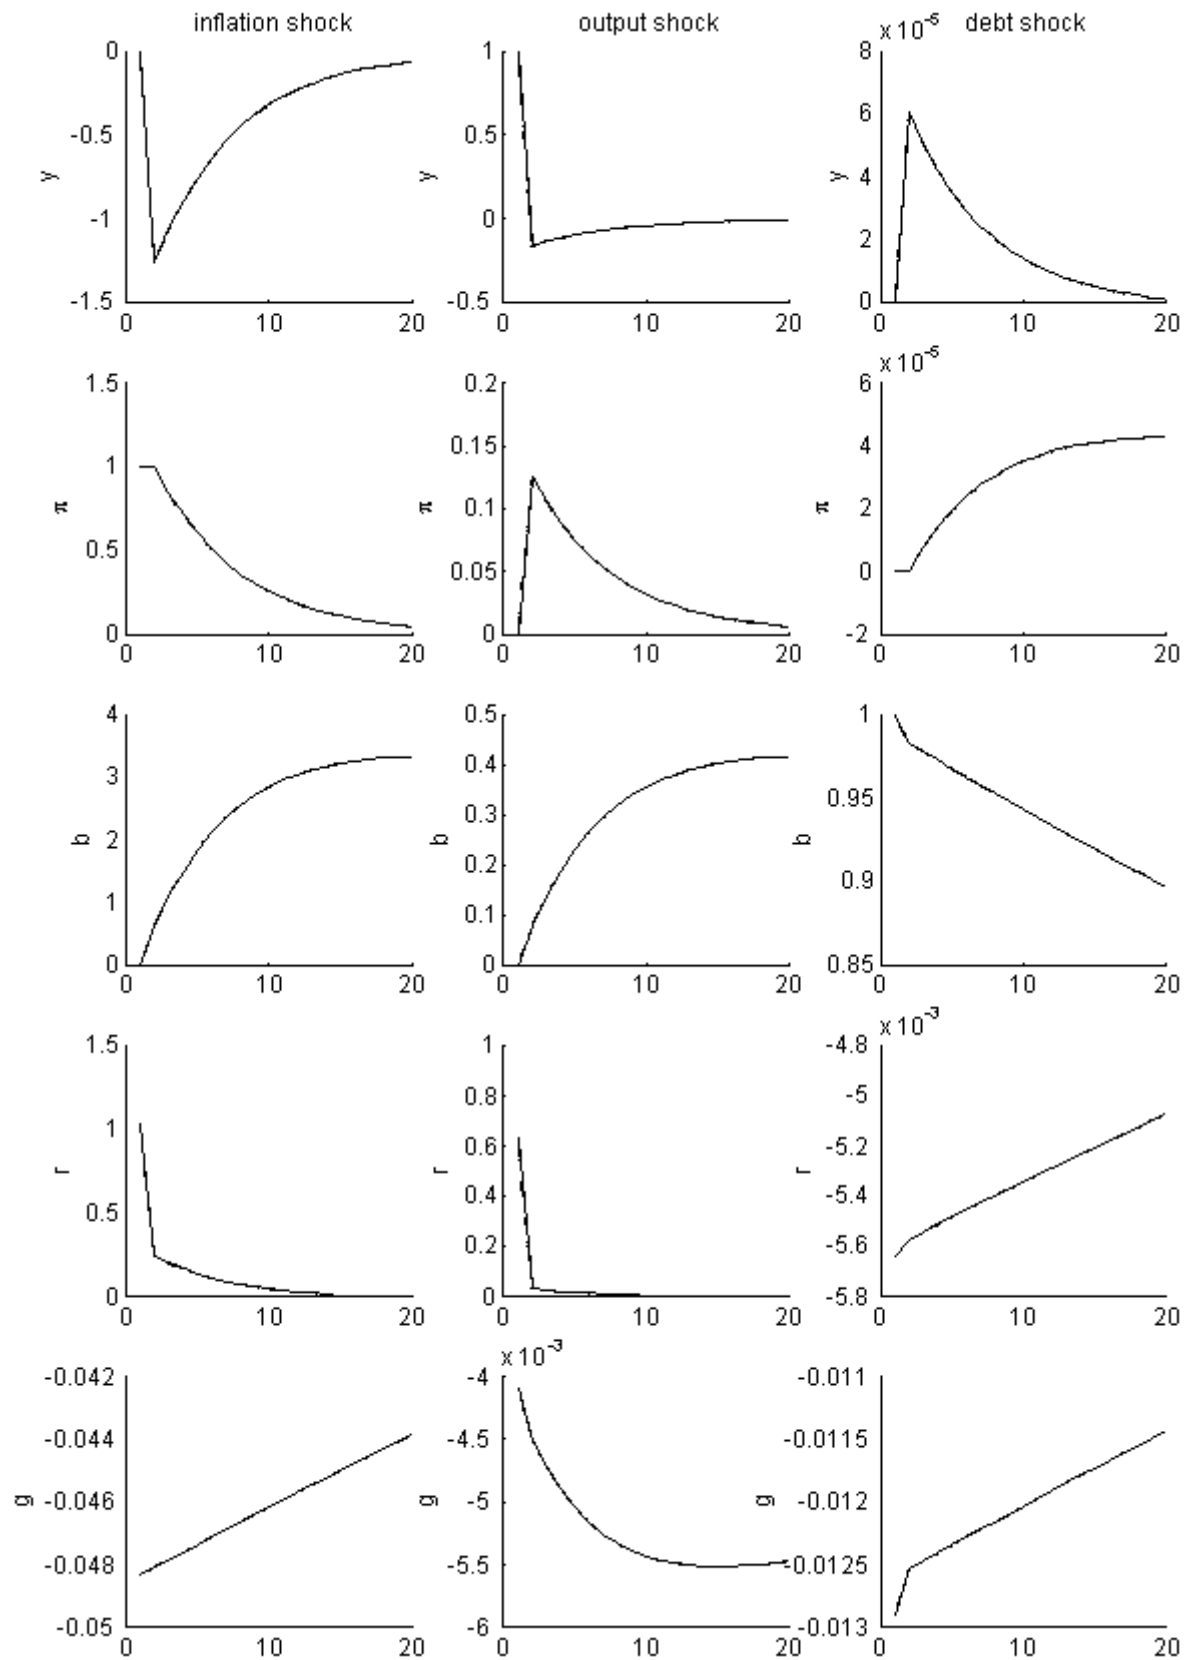 inflation shock output shock debt shock
x 10⁻⁵
0 1 8
-0.5 0.5 6
y y y
-1 0 4
2
-1.5 -0.5 0
0 10 20 0 10 20 0 10 20
x 10⁻⁵
1.5 0.2 6
0.15 4
1
π π 0.1 π 2
0.5
0.05 0
0 0 -2
0 10 20 0 10 20 0 10 20
4 0.5 1
0.4
3
0.95
b 2 b 0.3 b
0.2
0.9
1 0.1
0 0 0.85
0 10 20 0 10 20 0 10 20
x 10⁻³
1.5 1 -4.8
0.8 -5
1
r r 0.6 r -5.2
0.4 -5.4
0.5
0.2 -5.6
0 0 -5.8
0 10 20 0 10 20 0 10 20
x 10⁻³
-0.042 -4 -0.011
-0.044 -4.5 -0.0115
g -0.046 g -5 g -0.012
-0.048 -5.5 -0.0125
-0.05 -6 -0.013
0 10 20 0 10 20 0 10 20